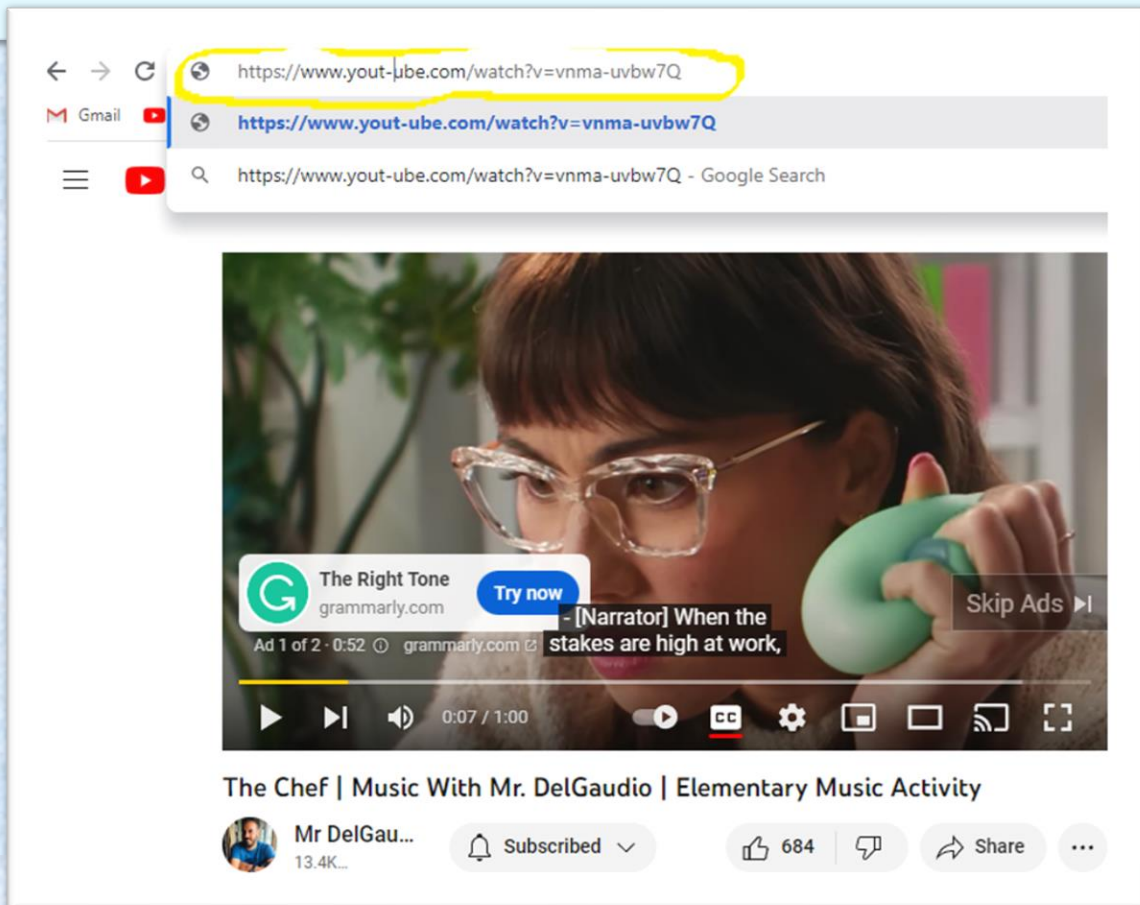 https://www.yout-ube.com/watch?v=vnma-uvbw7Q
Gmail
https://www.yout-ube.com/watch?v=vnma-uvbw7Q
https://www.yout-ube.com/watch?v=vnma-uvbw7Q - Google Search
The Right Tone
grammarly.com
Try now
Skip Ads
- [Narrator] When the
stakes are high at work,
Ad 1 of 2 · 0:52 grammarly.com
0:07 / 1:00
CC
The Chef | Music With Mr. DelGaudio | Elementary Music Activity
Mr DelGau...
13.4K...
Subscribed
684
Share